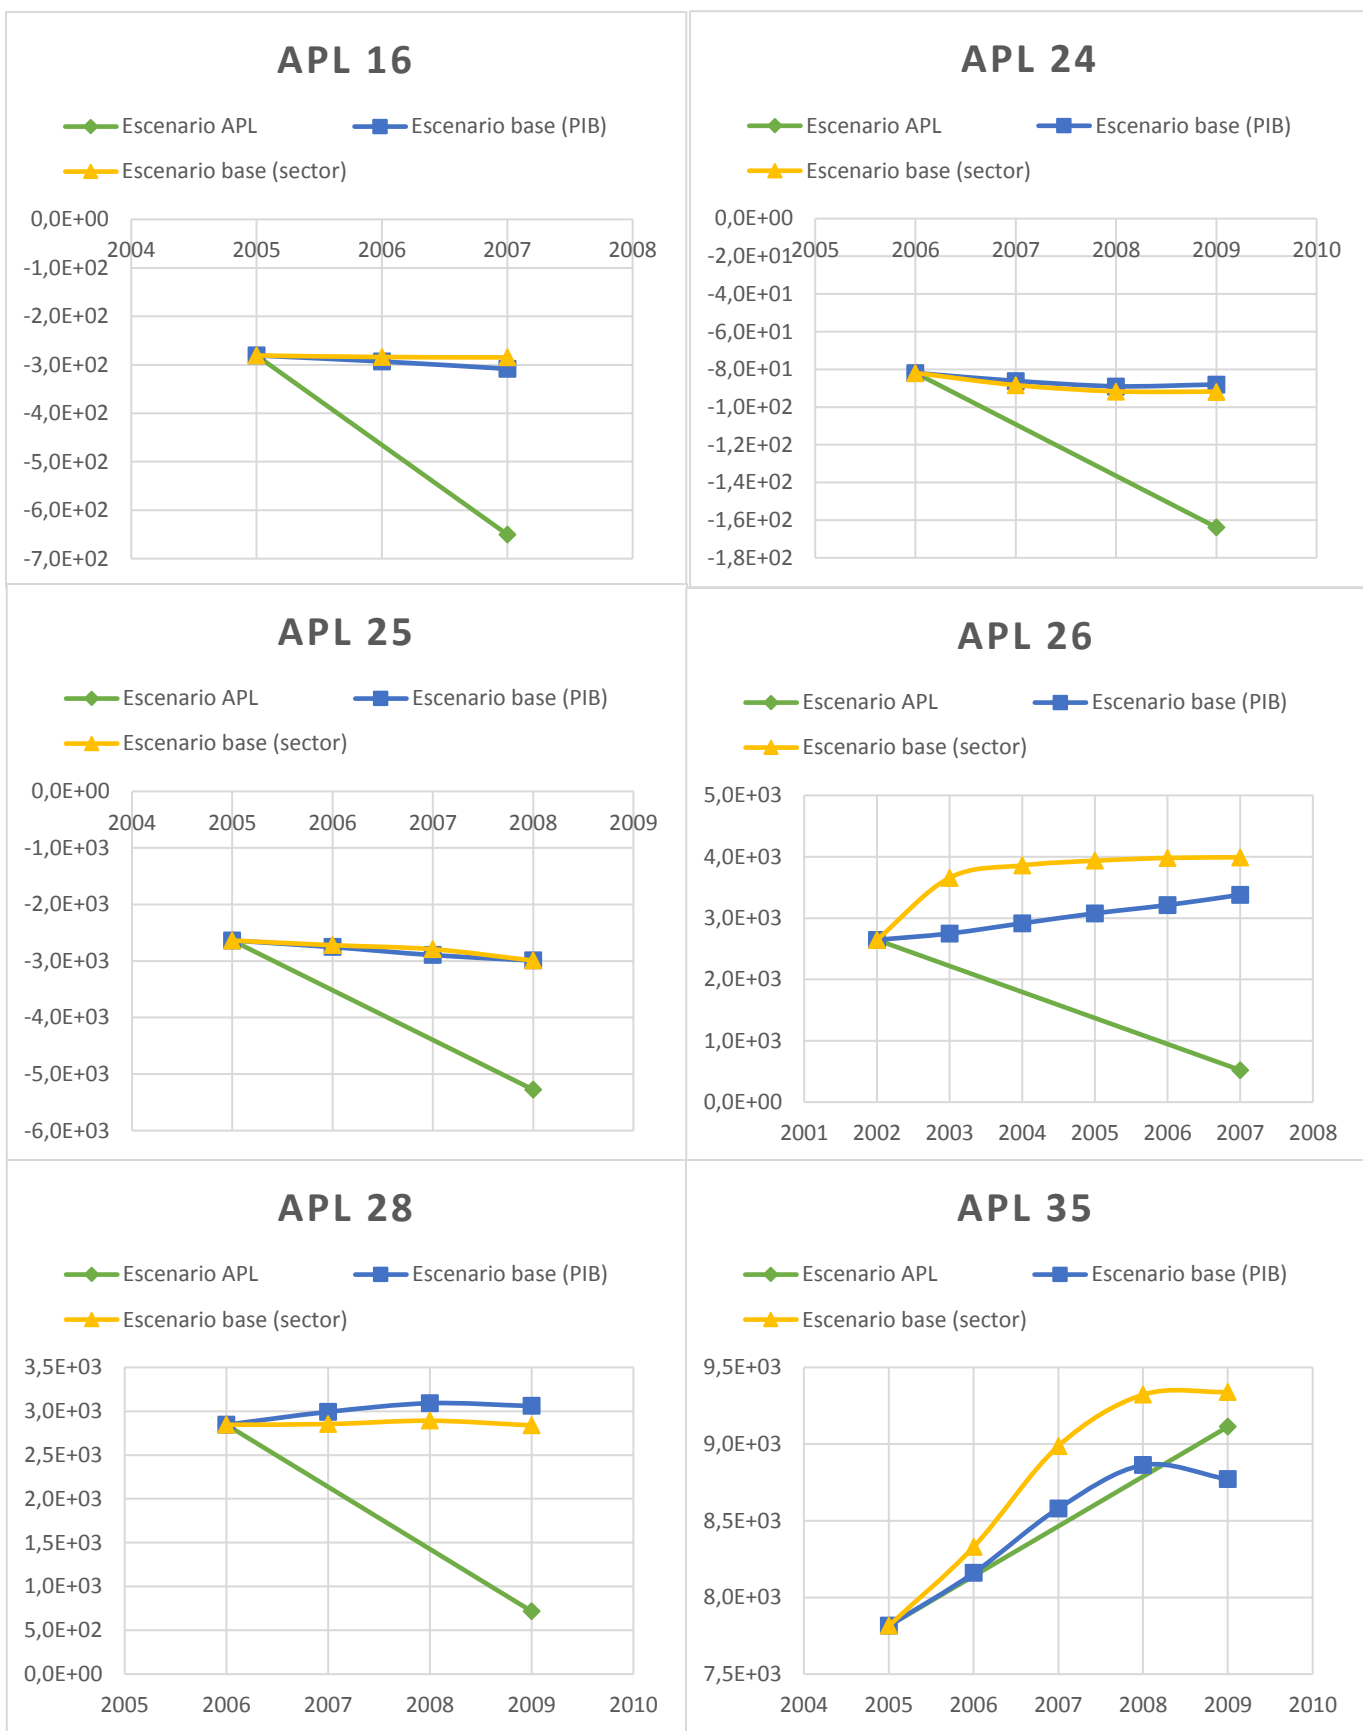 APL 16
Escenario APL
Escenario base (PIB)
Escenario base (sector)
0,0E+00
2004 2005 2006 2007 2008
-1,0E+02
-2,0E+02
-3,0E+02
-4,0E+02
-5,0E+02
-6,0E+02
-7,0E+02
APL 24
Escenario APL
Escenario base (PIB)
Escenario base (sector)
0,0E+00
2005 2006 2007 2008 2009 2010
-2,0E+01
-4,0E+01
-6,0E+01
-8,0E+01
-1,0E+02
-1,2E+02
-1,4E+02
-1,6E+02
-1,8E+02
APL 25
Escenario APL
Escenario base (PIB)
Escenario base (sector)
0,0E+00
2004 2005 2006 2007 2008 2009
-1,0E+03
-2,0E+03
-3,0E+03
-4,0E+03
-5,0E+03
-6,0E+03
APL 26
Escenario APL
Escenario base (PIB)
Escenario base (sector)
5,0E+03
4,0E+03
3,0E+03
2,0E+03
1,0E+03
0,0E+00
2001 2002 2003 2004 2005 2006 2007 2008
APL 28
Escenario APL
Escenario base (PIB)
Escenario base (sector)
3,5E+03
3,0E+03
2,5E+03
2,0E+03
1,5E+03
1,0E+03
5,0E+02
0,0E+00
2005 2006 2007 2008 2009 2010
APL 35
Escenario APL
Escenario base (PIB)
Escenario base (sector)
9,5E+03
9,0E+03
8,5E+03
8,0E+03
7,5E+03
2004 2005 2006 2007 2008 2009 2010